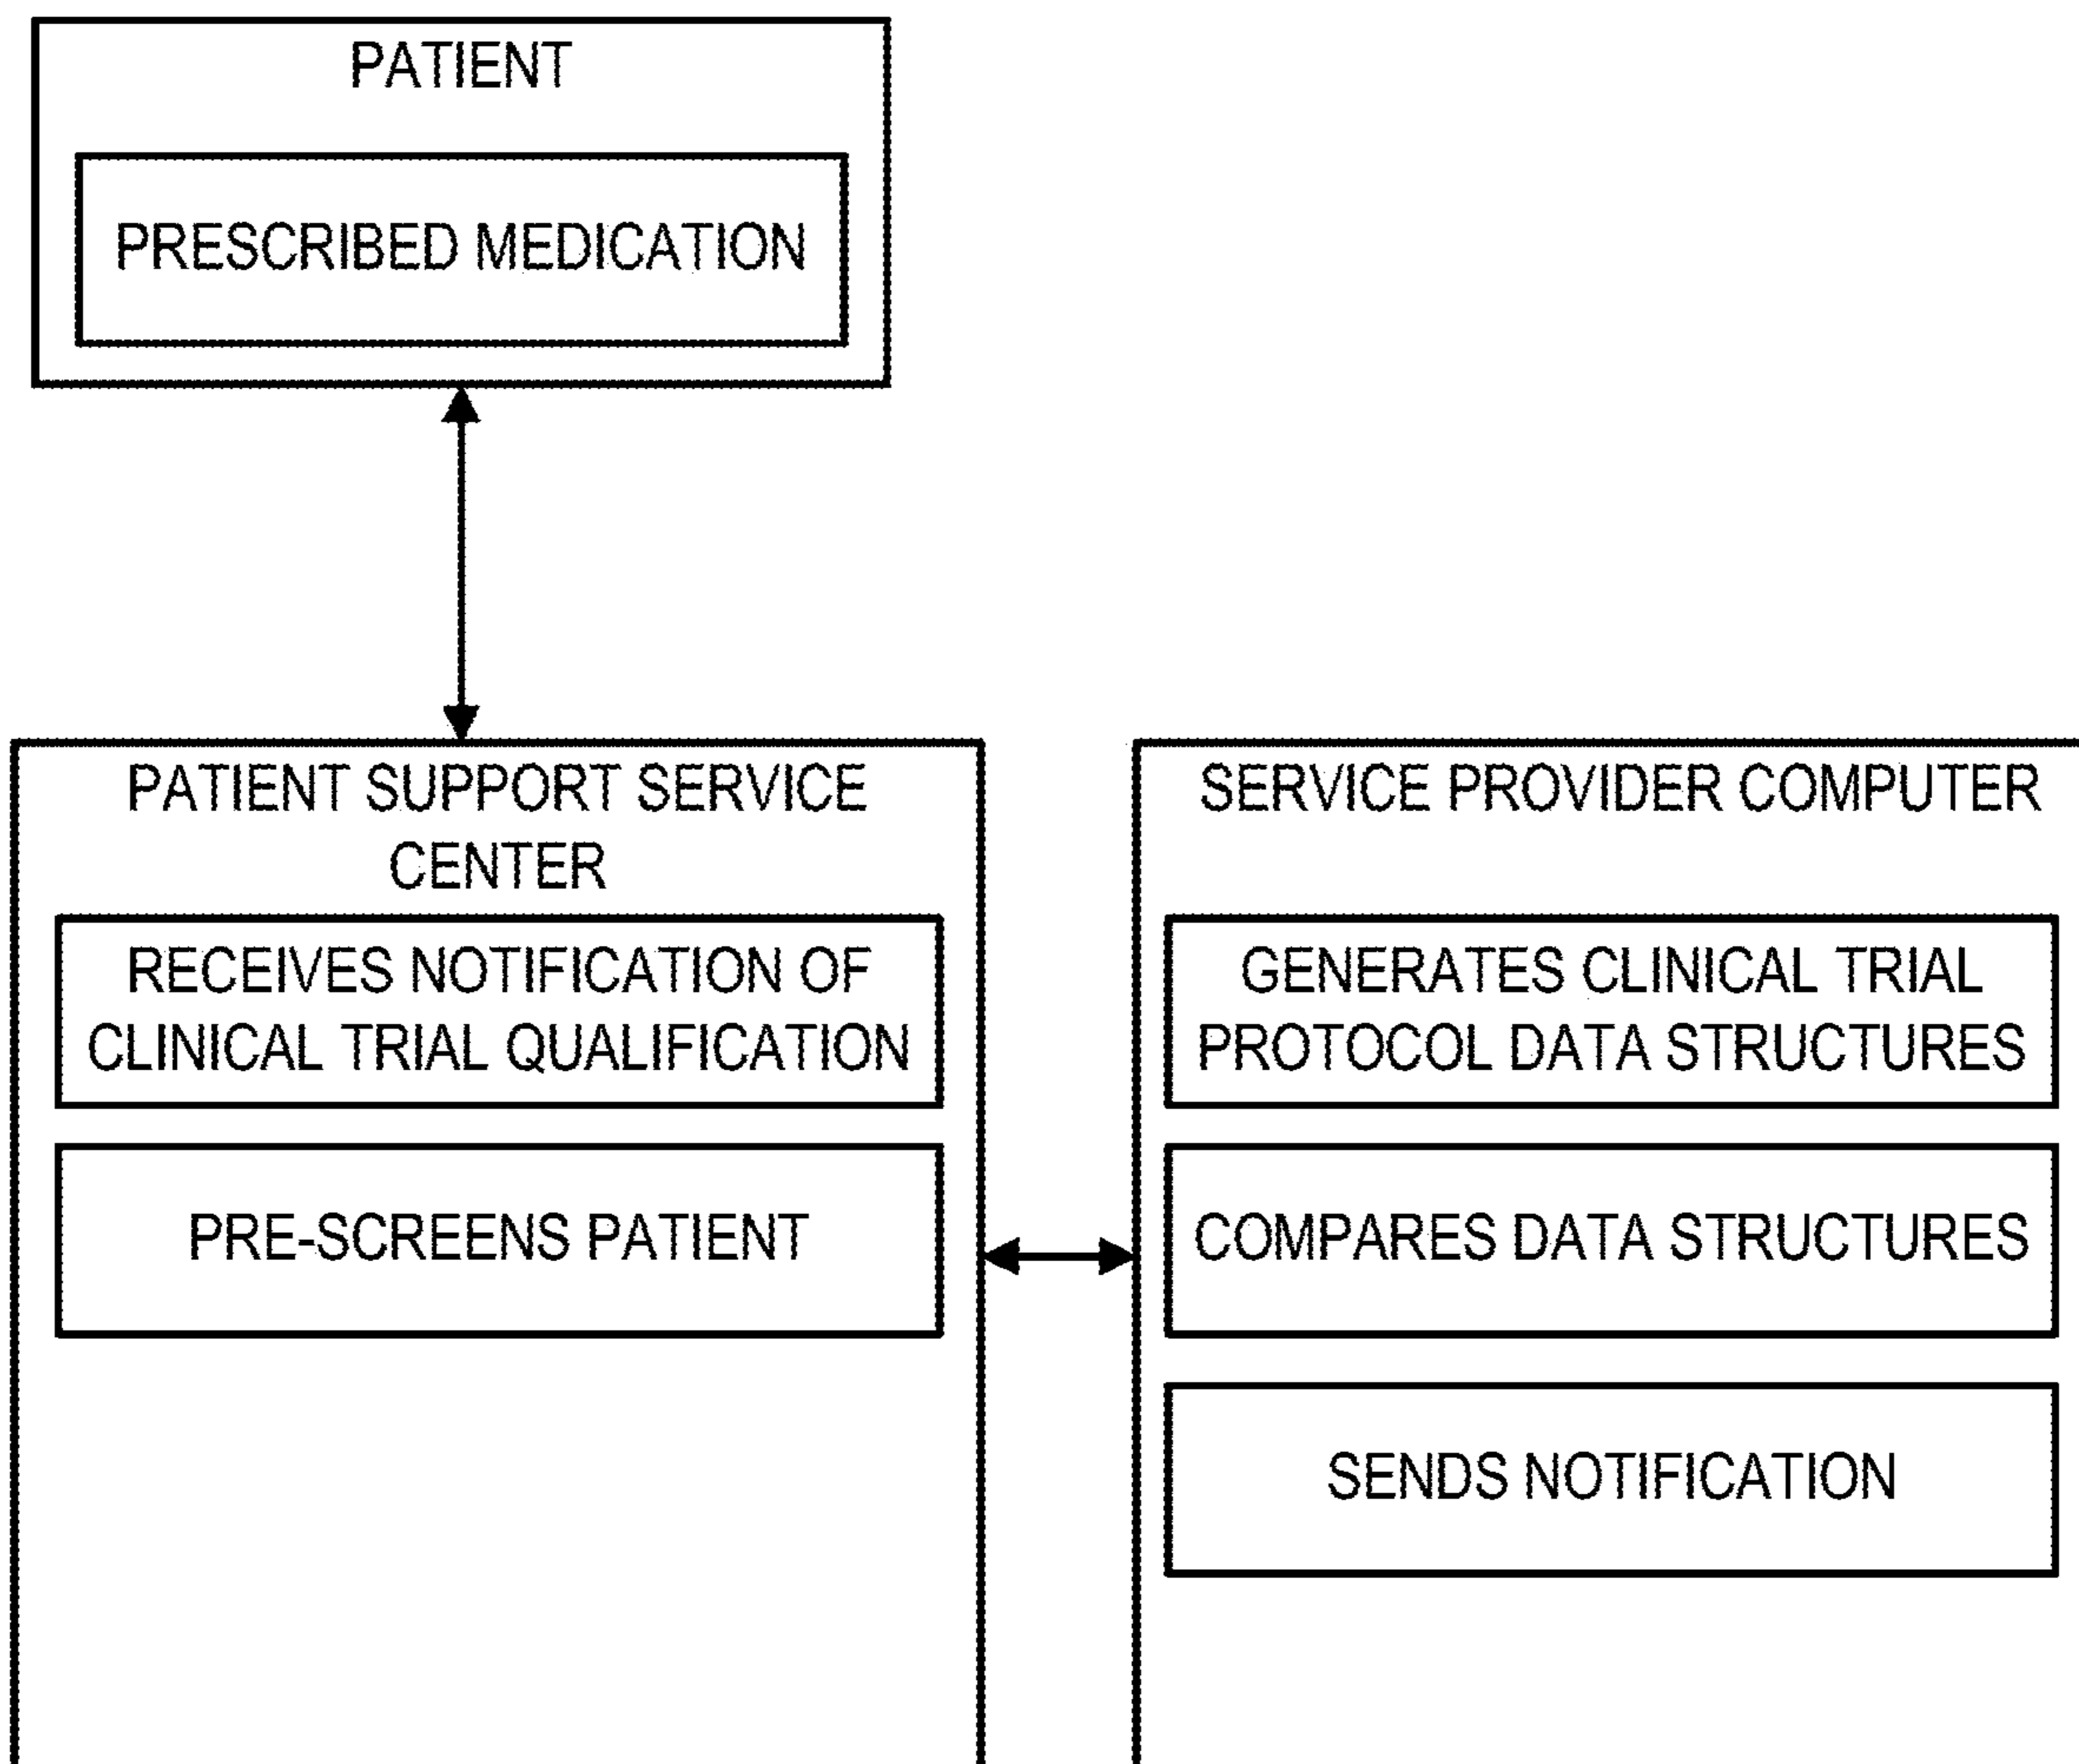 PATIENT
PRESCRIBED MEDICATION
PATIENT SUPPORT SERVICE
CENTER
RECEIVES NOTIFICATION OF
CLINICAL TRIAL QUALIFICATION
PRE-SCREENS PATIENT
SERVICE PROVIDER COMPUTER
GENERATES CLINICAL TRIAL
PROTOCOL DATA STRUCTURES
COMPARES DATA STRUCTURES
SENDS NOTIFICATION